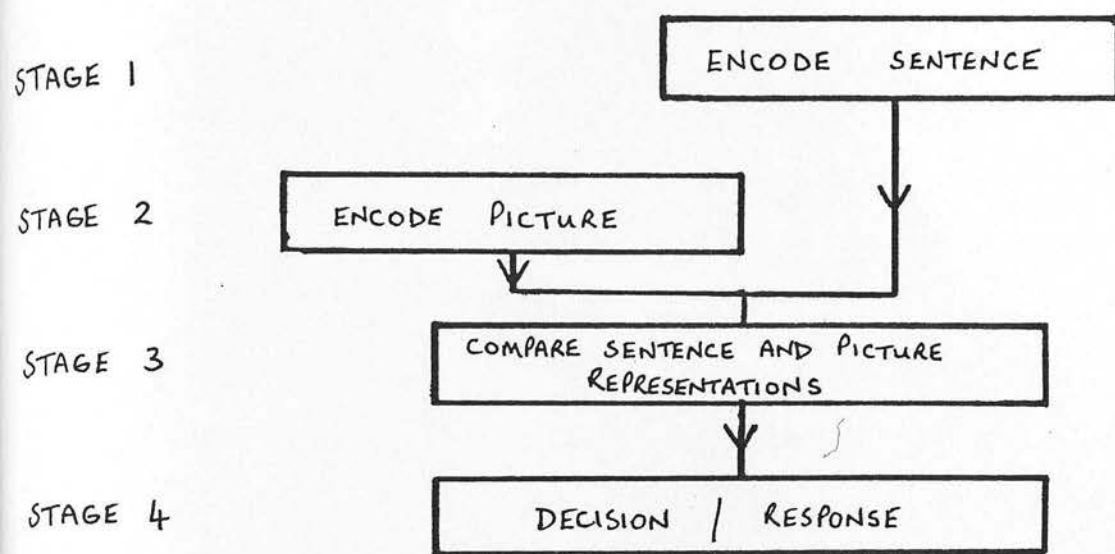 STAGE 1
ENCODE SENTENCE
STAGE 2
ENCODE PICTURE
STAGE 3
COMPARE SENTENCE AND PICTURE
REPRESENTATIONS
STAGE 4
DECISION / RESPONSE